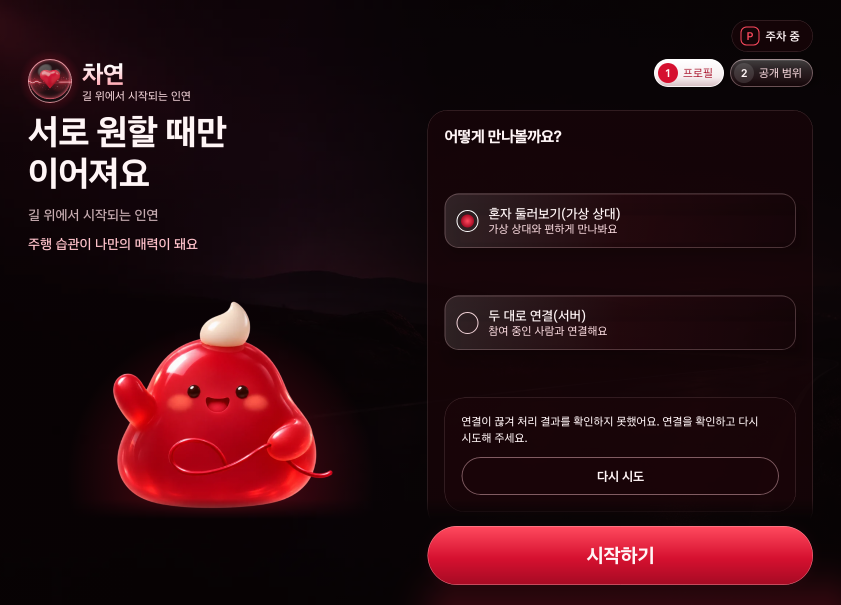 P 주차 중
차연
길 위에서 시작되는 인연
1 프로필 2 공개 범위
서로 원할 때만
이어져요
길 위에서 시작되는 인연
주행 습관이 나만의 매력이 돼요
어떻게 만나볼까요?
혼자 둘러보기(가상 상대)
가상 상대와 편하게 만나봐요
두 대로 연결(서버)
참여 중인 사람과 연결해요
연결이 끊겨 처리 결과를 확인하지 못했어요. 연결을 확인하고 다시
시도해 주세요.
다시 시도
시작하기